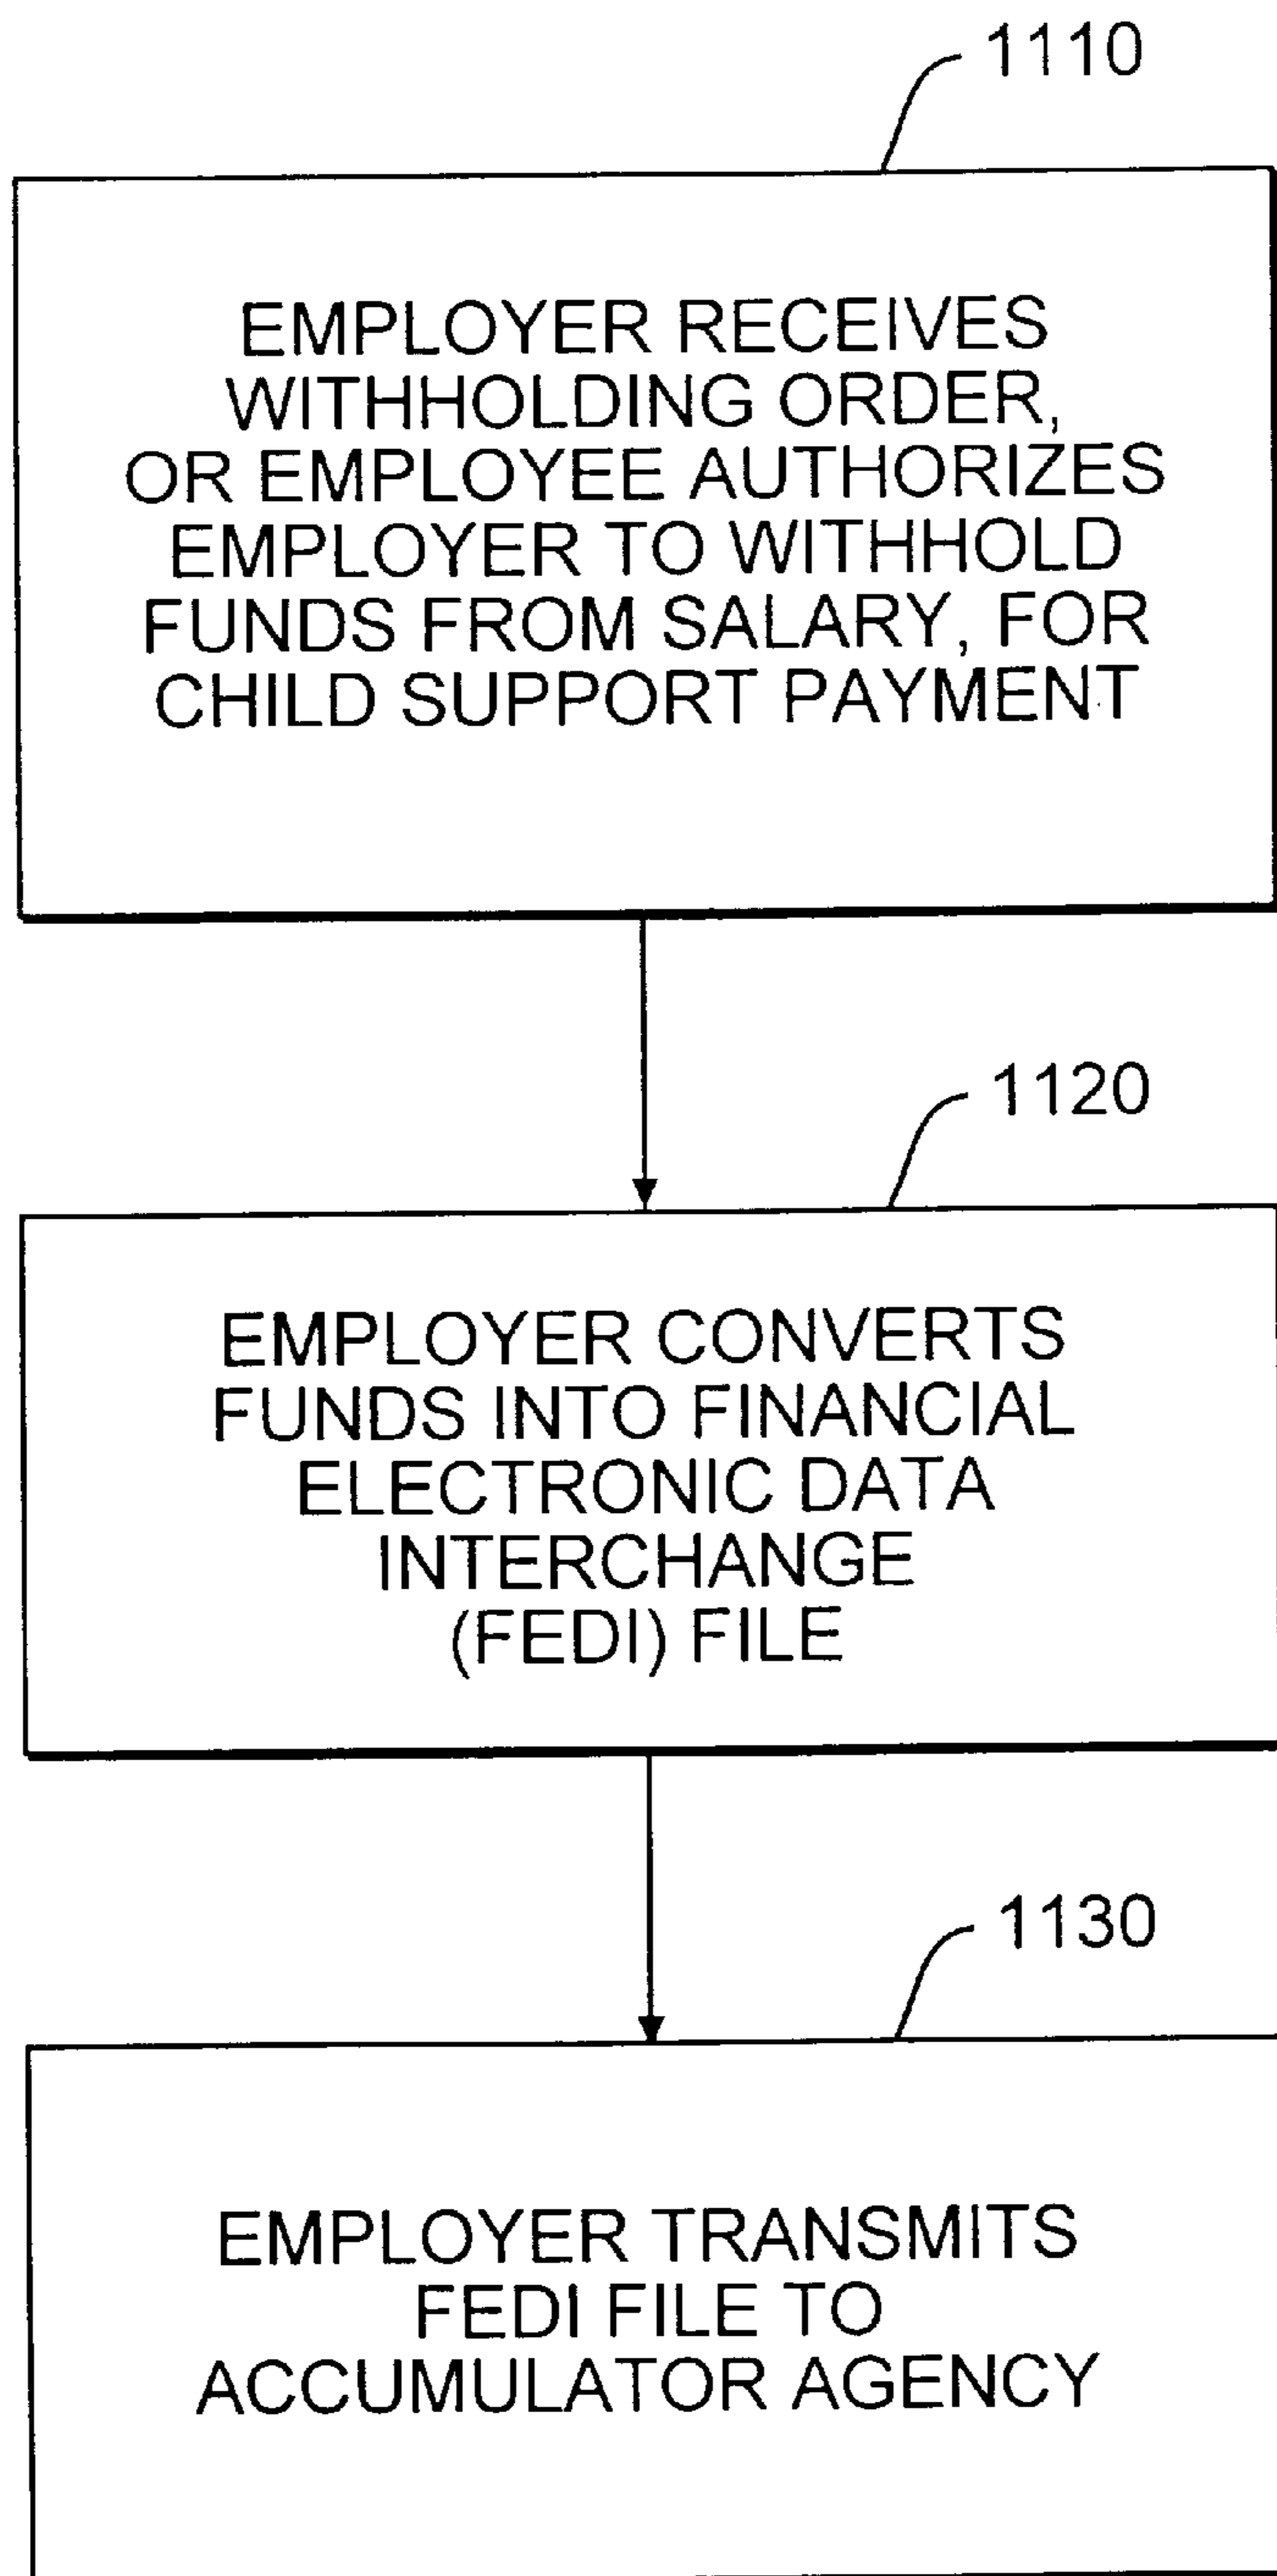 1110
EMPLOYER RECEIVES
WITHHOLDING ORDER,
OR EMPLOYEE AUTHORIZES
EMPLOYER TO WITHHOLD
FUNDS FROM SALARY, FOR
CHILD SUPPORT PAYMENT
1120
EMPLOYER CONVERTS
FUNDS INTO FINANCIAL
ELECTRONIC DATA
INTERCHANGE
(FEDI) FILE
1130
EMPLOYER TRANSMITS
FEDI FILE TO
ACCUMULATOR AGENCY